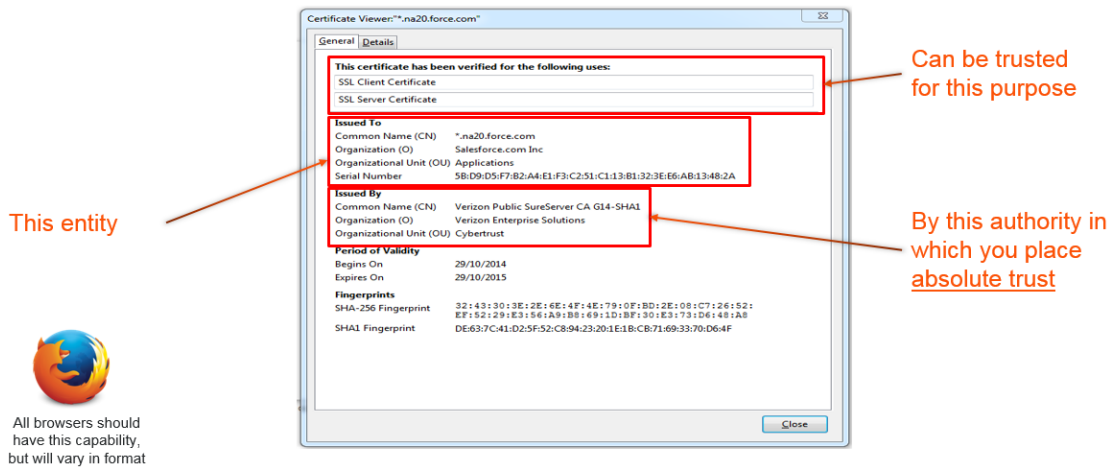 Certificate Viewer:"*.na20.force.com"
General Details
This certificate has been verified for the following uses:
SSL Client Certificate
SSL Server Certificate
Issued To
Common Name (CN) *.na20.force.com
Organization (O) Salesforce.com Inc
Organizational Unit (OU) Applications
Serial Number 5B:D9:D5:F7:B2:A4:E1:F3:C2:51:C1:13:B1:32:3E:E6:AB:13:48:2A
Issued By
Common Name (CN) Verizon Public SureServer CA G14-SHA1
Organization (O) Verizon Enterprise Solutions
Organizational Unit (OU) Cybertrust
Period of Validity
Begins On 29/10/2014
Expires On 29/10/2015
Fingerprints
SHA-256 Fingerprint 32:43:30:3E:2E:6E:4F:4E:79:0F:BD:2E:08:C7:26:52:
EF:52:29:E3:56:A9:B8:69:1D:BF:30:E3:73:D6:48:A8
SHA1 Fingerprint DE:63:7C:41:D2:5F:52:C8:94:23:20:1E:1B:CB:71:69:33:70:D6:4F
Close
Can be trusted
for this purpose
This entity
By this authority in
which you place
absolute trust
All browsers should
have this capability,
but will vary in format